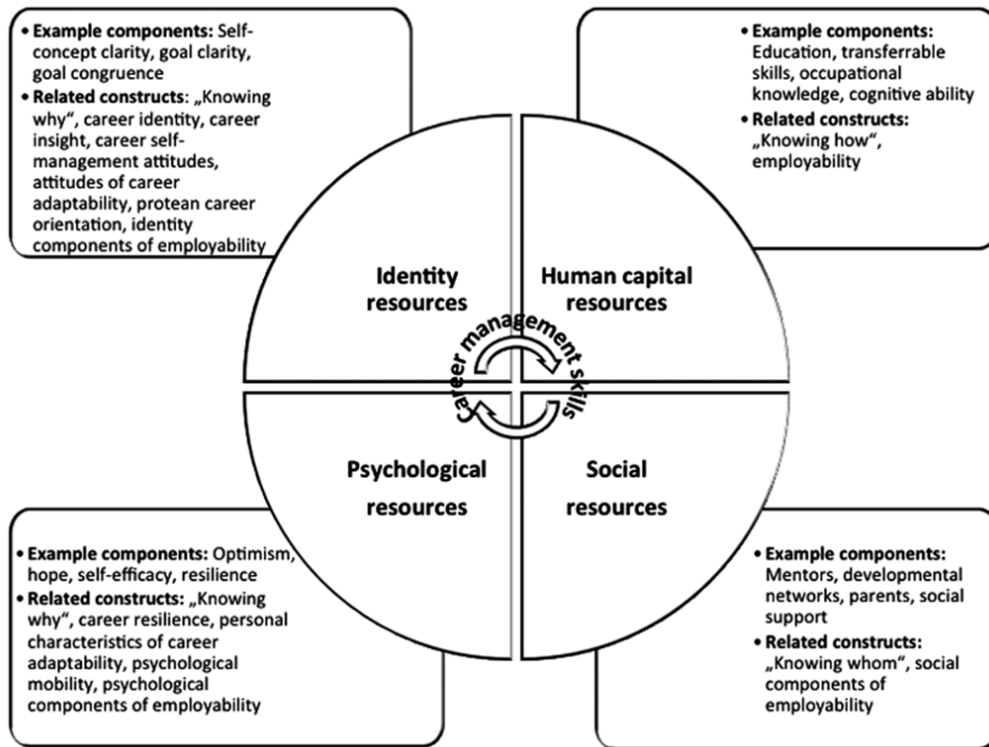 • Example components: Self-
concept clarity, goal clarity,
goal congruence
• Related constructs: „Knowing
why“, career identity, career
insight, career self-
management attitudes,
attitudes of career
adaptability, protean career
orientation, identity
components of employability
• Example components:
Education, transferrable
skills, occupational
knowledge, cognitive ability
• Related constructs:
„Knowing how“,
employability
Identity
resources
Human capital
resources
Career management skills
Psychological
resources
Social
resources
• Example components: Optimism,
hope, self-efficacy, resilience
• Related constructs: „Knowing
why“, career resilience, personal
characteristics of career
adaptability, psychological
mobility, psychological
components of employability
• Example components:
Mentors, developmental
networks, parents, social
support
• Related constructs:
„Knowing whom“, social
components of
employability